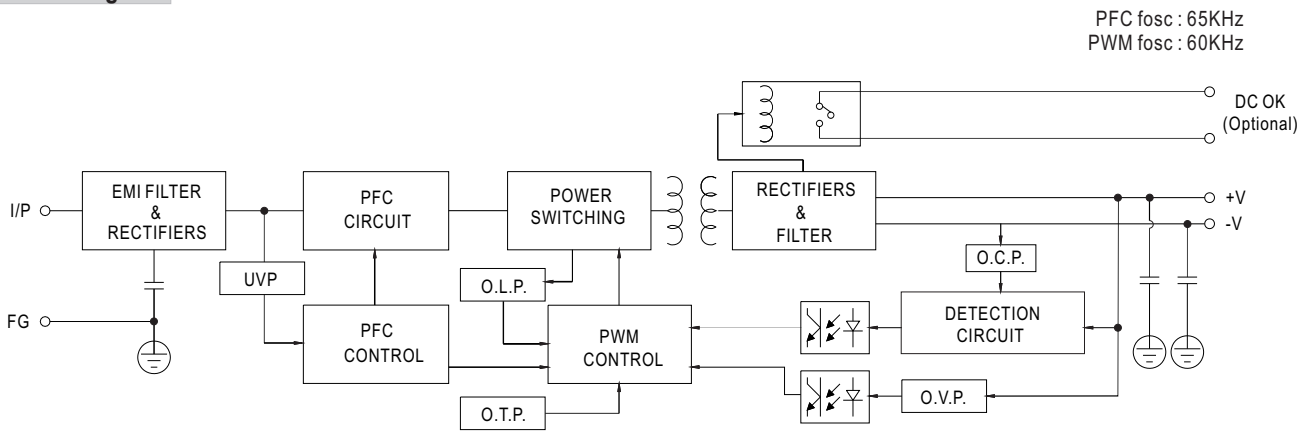 PFC fosc : 65KHz
PWM fosc : 60KHz
DC OK
(Optional)
I/P
EMI FILTER
&
RECTIFIERS
PFC
CIRCUIT
POWER
SWITCHING
RECTIFIERS
&
FILTER
+V
-V
UVP
O.L.P.
O.C.P.
FG
PFC
CONTROL
PWM
CONTROL
DETECTION
CIRCUIT
O.T.P.
O.V.P.